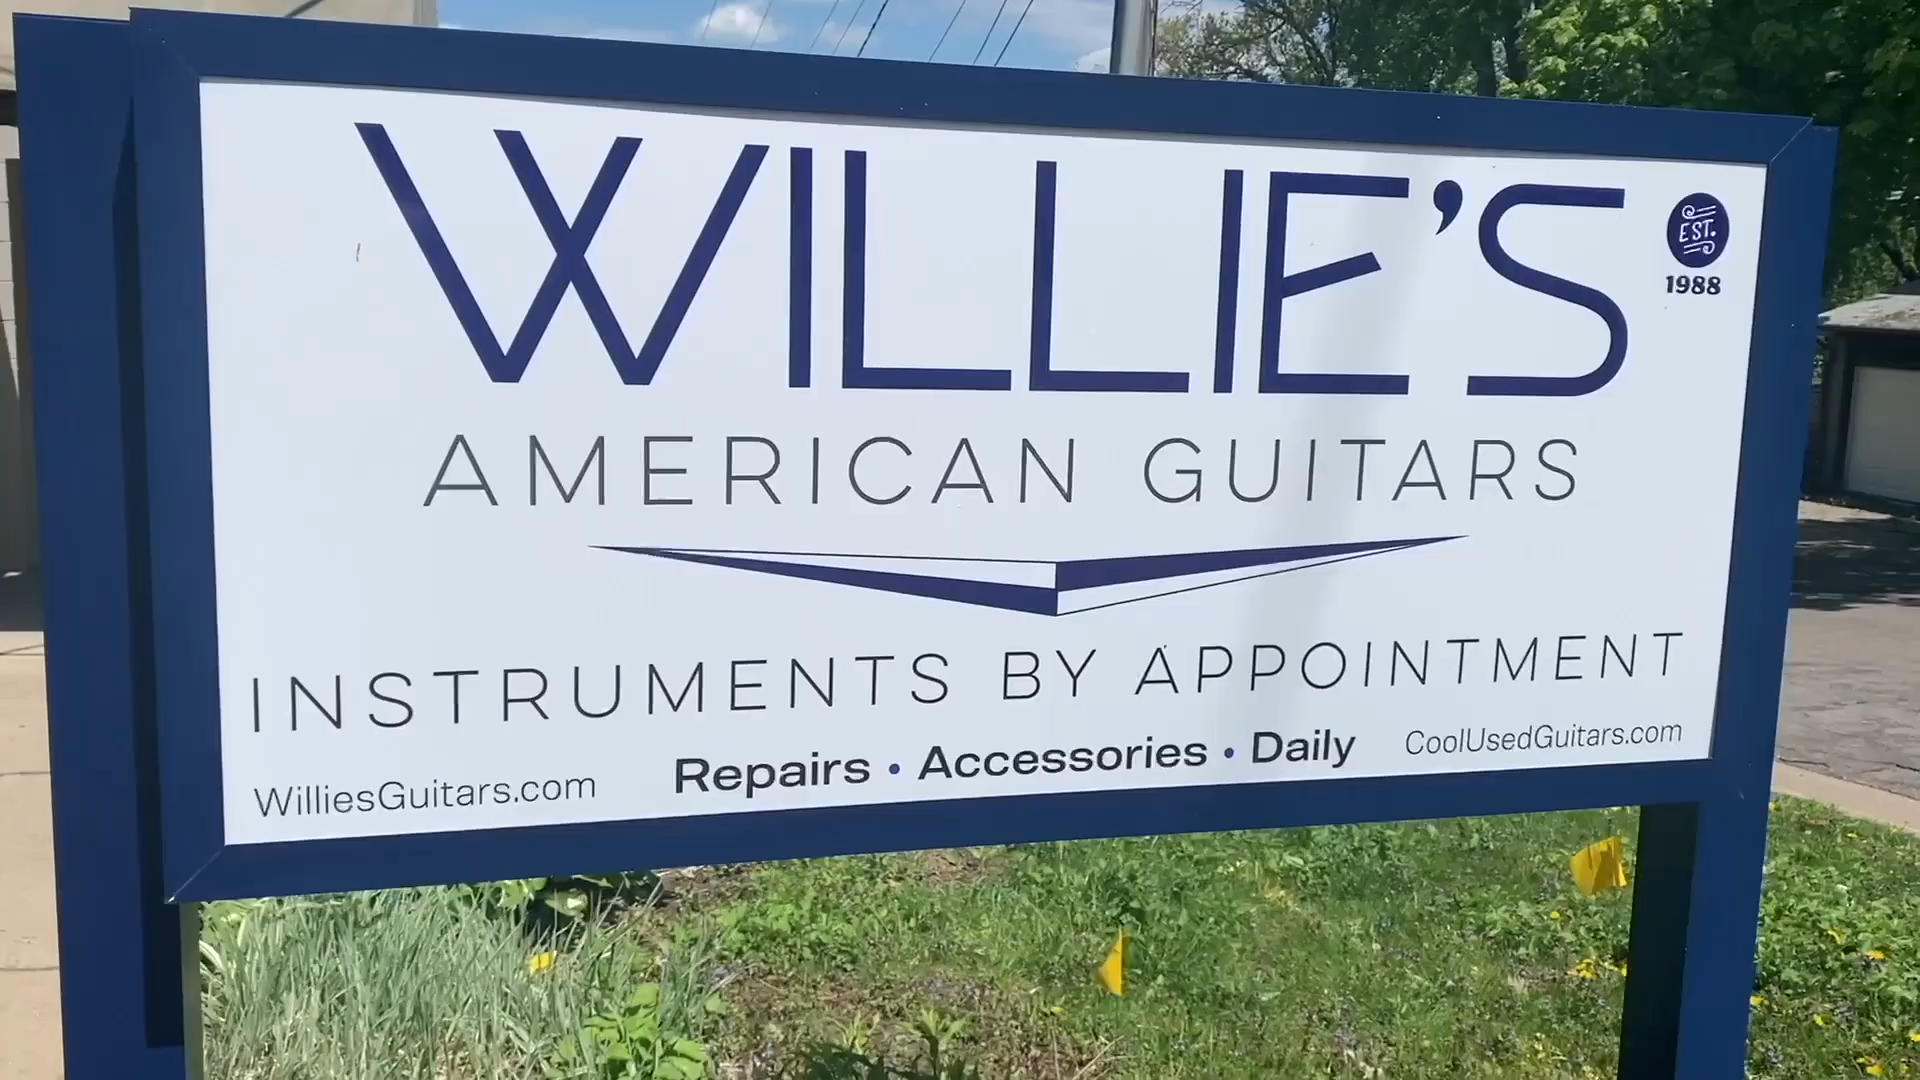 WILLIE'S
EST.
1988
AMERICAN GUITARS
INSTRUMENTS BY APPOINTMENT
WilliesGuitars.com
Repairs • Accessories • Daily
CoolUsedGuitars.com